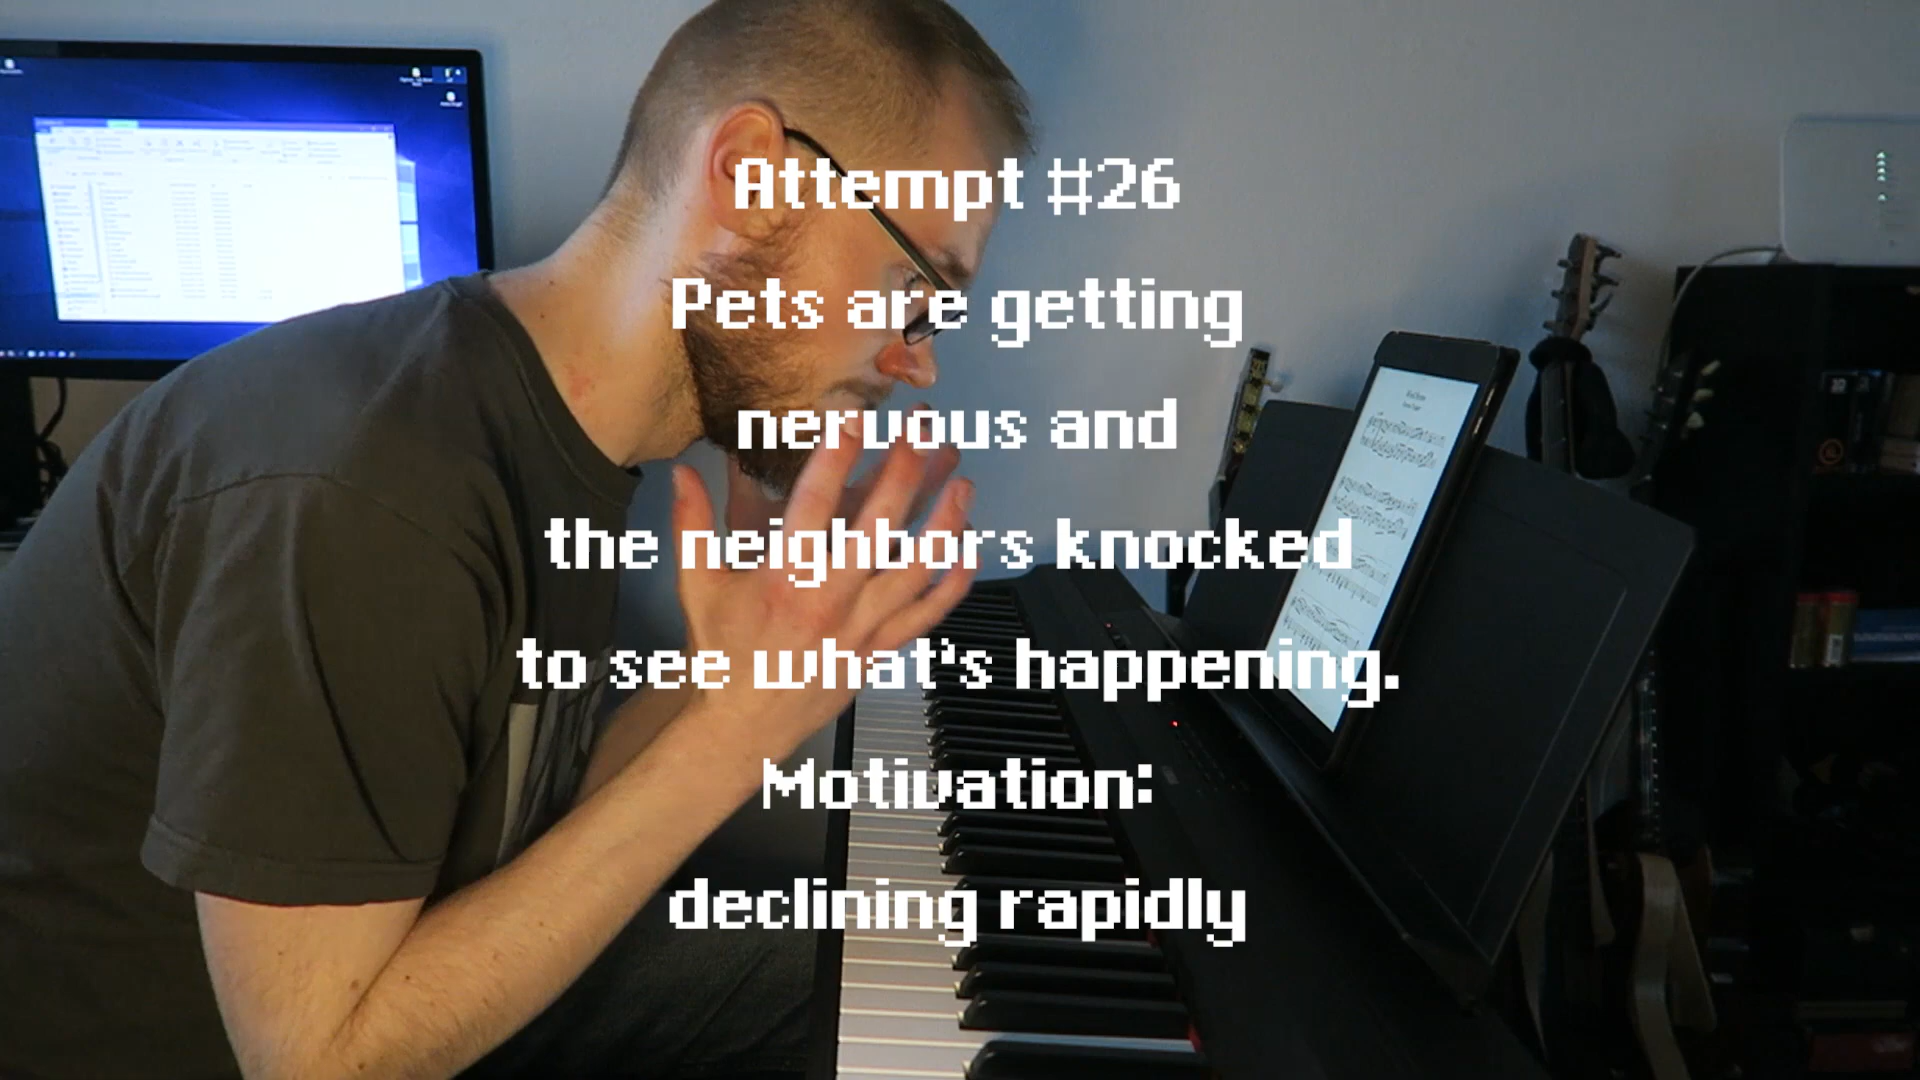 Attempt #26
Pets are getting
nervous and
the neighbors knocked
to see what's happening.
Motivation:
declining rapidly